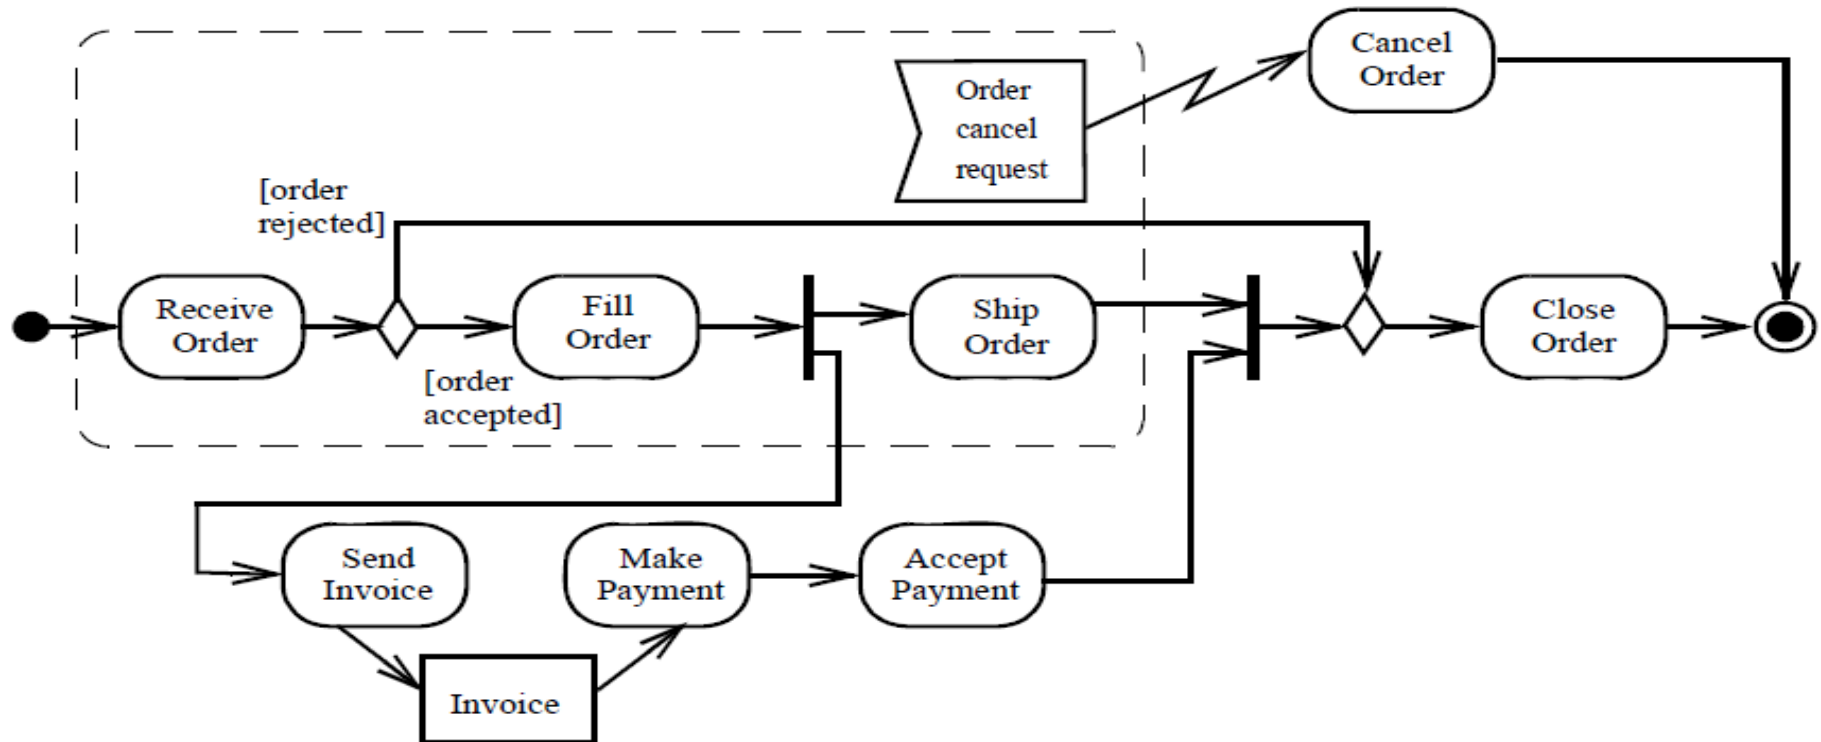 Cancel
Order
Order
cancel
request
[order
rejected]
Receive
Order
Fill
Order
Ship
Order
Close
Order
[order
accepted]
Send
Invoice
Make
Payment
Accept
Payment
Invoice